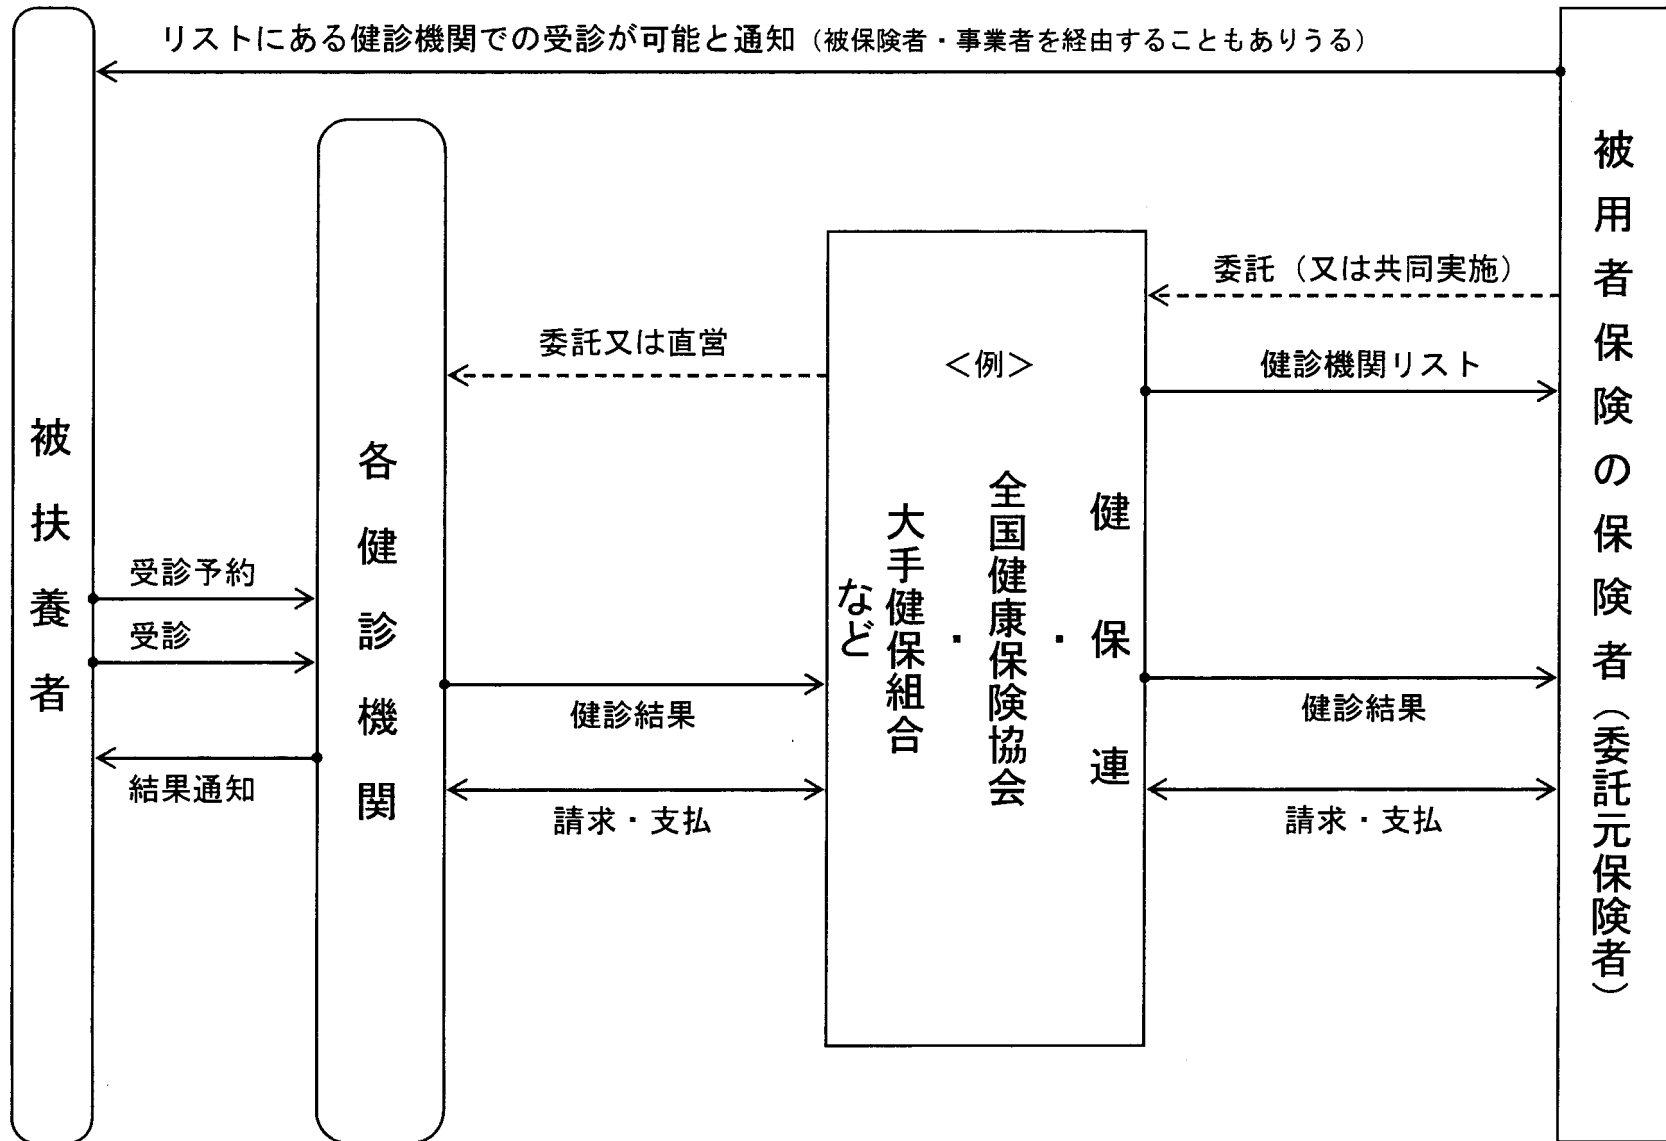 リストにある健診機関での受診が可能と通知（被保険者・事業者を経由することもありうる）
被用者保険の保険者（委託元保険者）
委託（又は共同実施）
健診機関リスト
健診結果
請求・支払
＜例＞
健保連
・
全国健康保険協会
・
大手健保組合
など
委託又は直営
健診結果
請求・支払
各健診機関
受診予約
受診
結果通知
被扶養者